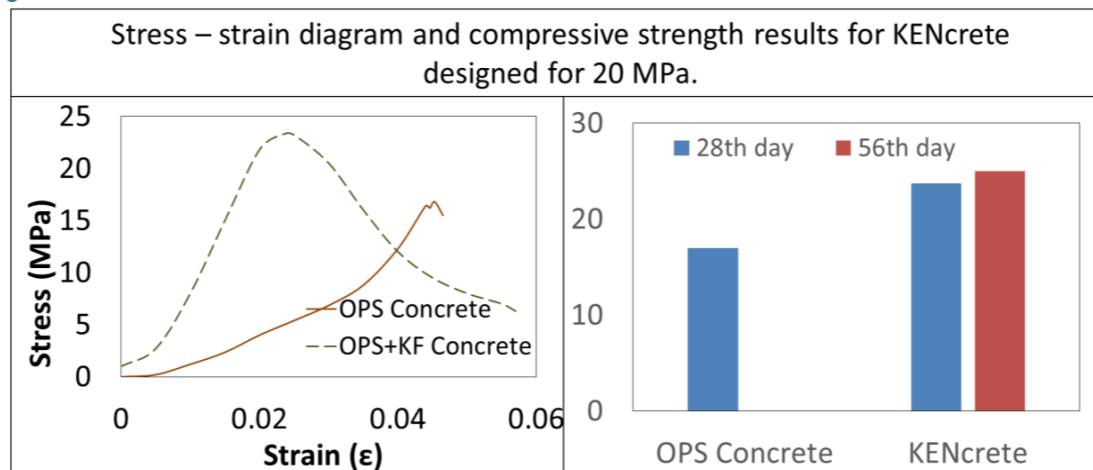 Stress – strain diagram and compressive strength results for KENcrete
designed for 20 MPa.
25
20
15
10
5
0
Stress (MPa)
OPS Concrete
OPS+KF Concrete
0
0.02
0.04
0.06
Strain (ε)
30
20
10
0
28th day
56th day
OPS Concrete
KENcrete